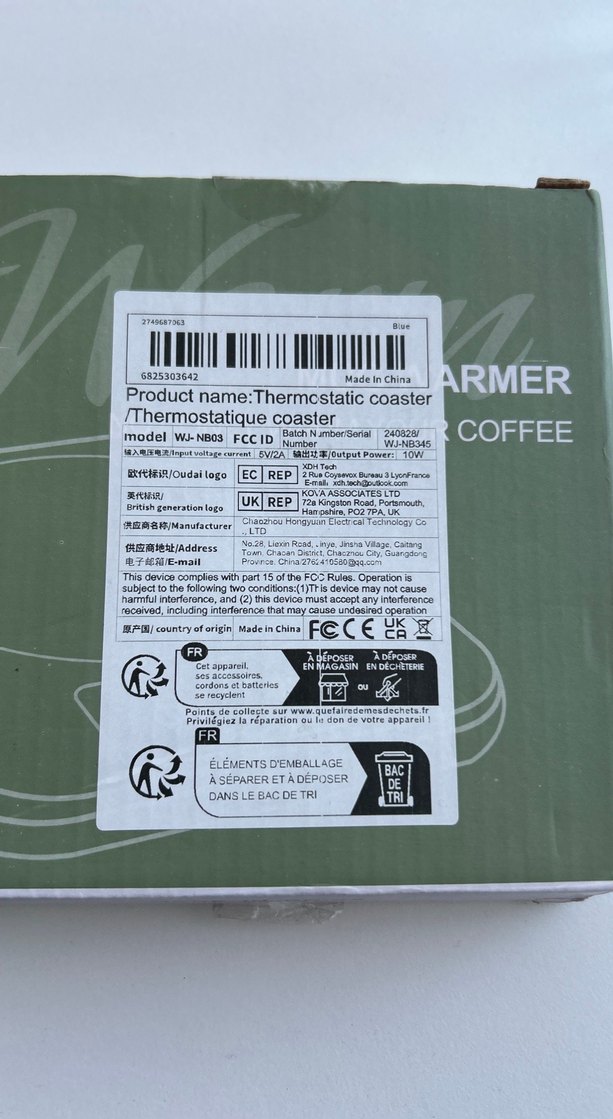 Warm
ARMER
R COFFEE
2749687063 Blue
6825303642 Made In China
Product name:Thermostatic coaster
/Thermostatique coaster
model WJ- NB03 FCC ID Batch Number/Serial Number 240828/ WJ-NB345
输入电压电流/Input voltage current 5V/2A 输出功率/Output Power: 10W
欧代标识/Oudai logo EC REP XDH Tech
2 Rue Coysevox Bureau 3 LyonFrance
E-mail: xdh.tech@outlook.com
英代标识/
British generation logo UK REP KOVA ASSOCIATES LTD
72a Kingston Road, Portsmouth,
Hampshire, PO2 7PA, UK
供应商名称/Manufacturer Chaozhou Hongyuan Electrical Technology Co
., LTD
供应商地址/Address
电子邮箱/E-mail
No.28, Liexin Road, Jinye, Jinsha Village, Caitang
Town, Chaoan District, Chaozhou City, Guangdong
Province, China/2762410580@qq.com
This device complies with part 15 of the FCC Rules. Operation is
subject to the following two conditions:(1)This device may not cause
harmful interference, and (2) this device must accept any interference
received, including interference that may cause undesired operation
原产国/ country of origin Made in China FC CE UK CA
FR
Cet appareil,
ses accessoires,
cordons et batteries
se recyclent
À DÉPOSER
EN MAGASIN
OU
À DÉPOSER
EN DÉCHÈTERIE
Points de collecte sur www.quefairedemesdechets.fr
Privilégiez la réparation ou le don de votre appareil !
FR
ÉLÉMENTS D'EMBALLAGE
À SÉPARER ET À DÉPOSER
DANS LE BAC DE TRI
BAC
DE
TRI